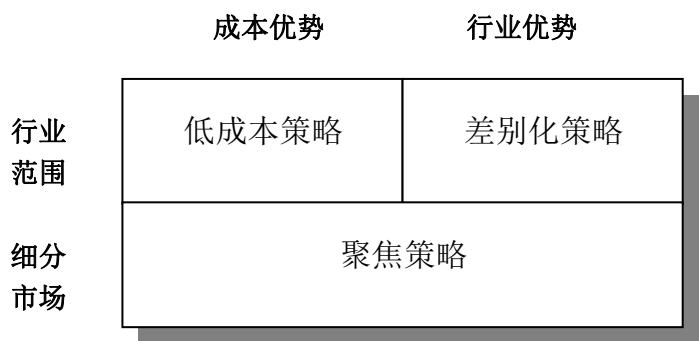 成本优势 行业优势
行业
范围
低成本策略 差别化策略
细分
市场
聚焦策略